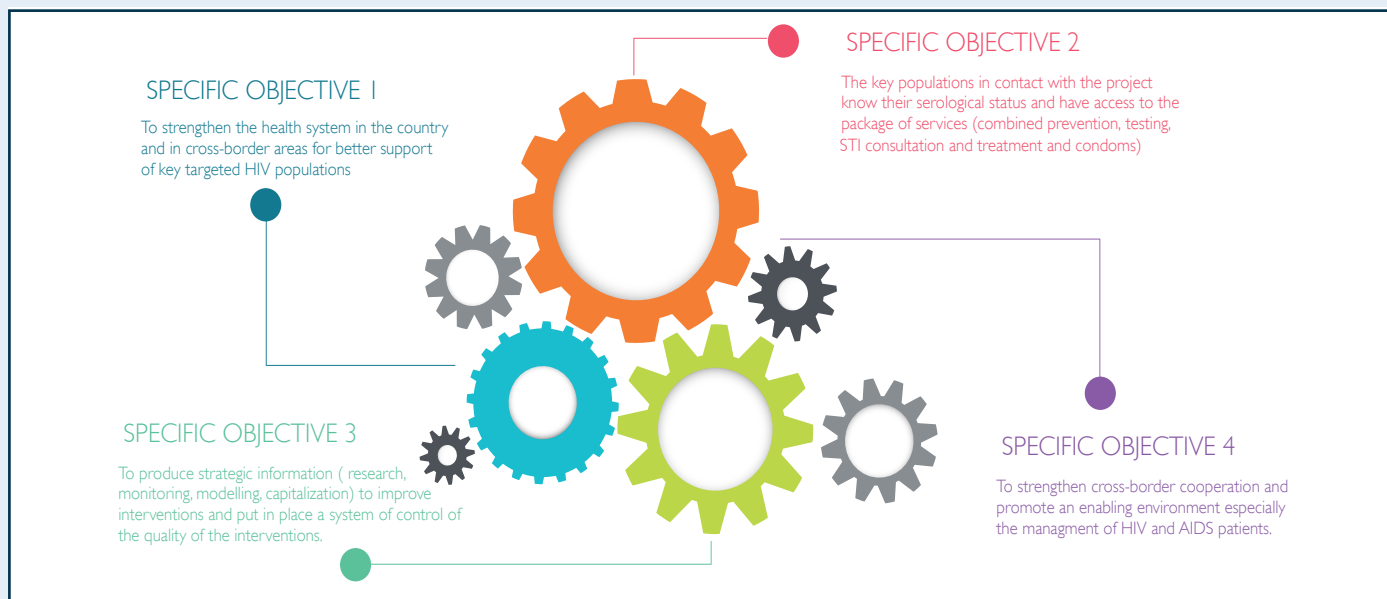 SPECIFIC OBJECTIVE 1
To strengthen the health system in the country
and in cross-border areas for better support
of key targeted HIV populations
SPECIFIC OBJECTIVE 2
The key populations in contact with the project
know their serological status and have access to the
package of services (combined prevention, testing,
STI consultation and treatment and condoms)
SPECIFIC OBJECTIVE 3
To produce strategic information ( research,
monitoring, modelling, capitalization) to improve
interventions and put in place a system of control of
the quality of the interventions.
SPECIFIC OBJECTIVE 4
To strengthen cross-border cooperation and
promote an enabling environment especially
the managment of HIV and AIDS patients.